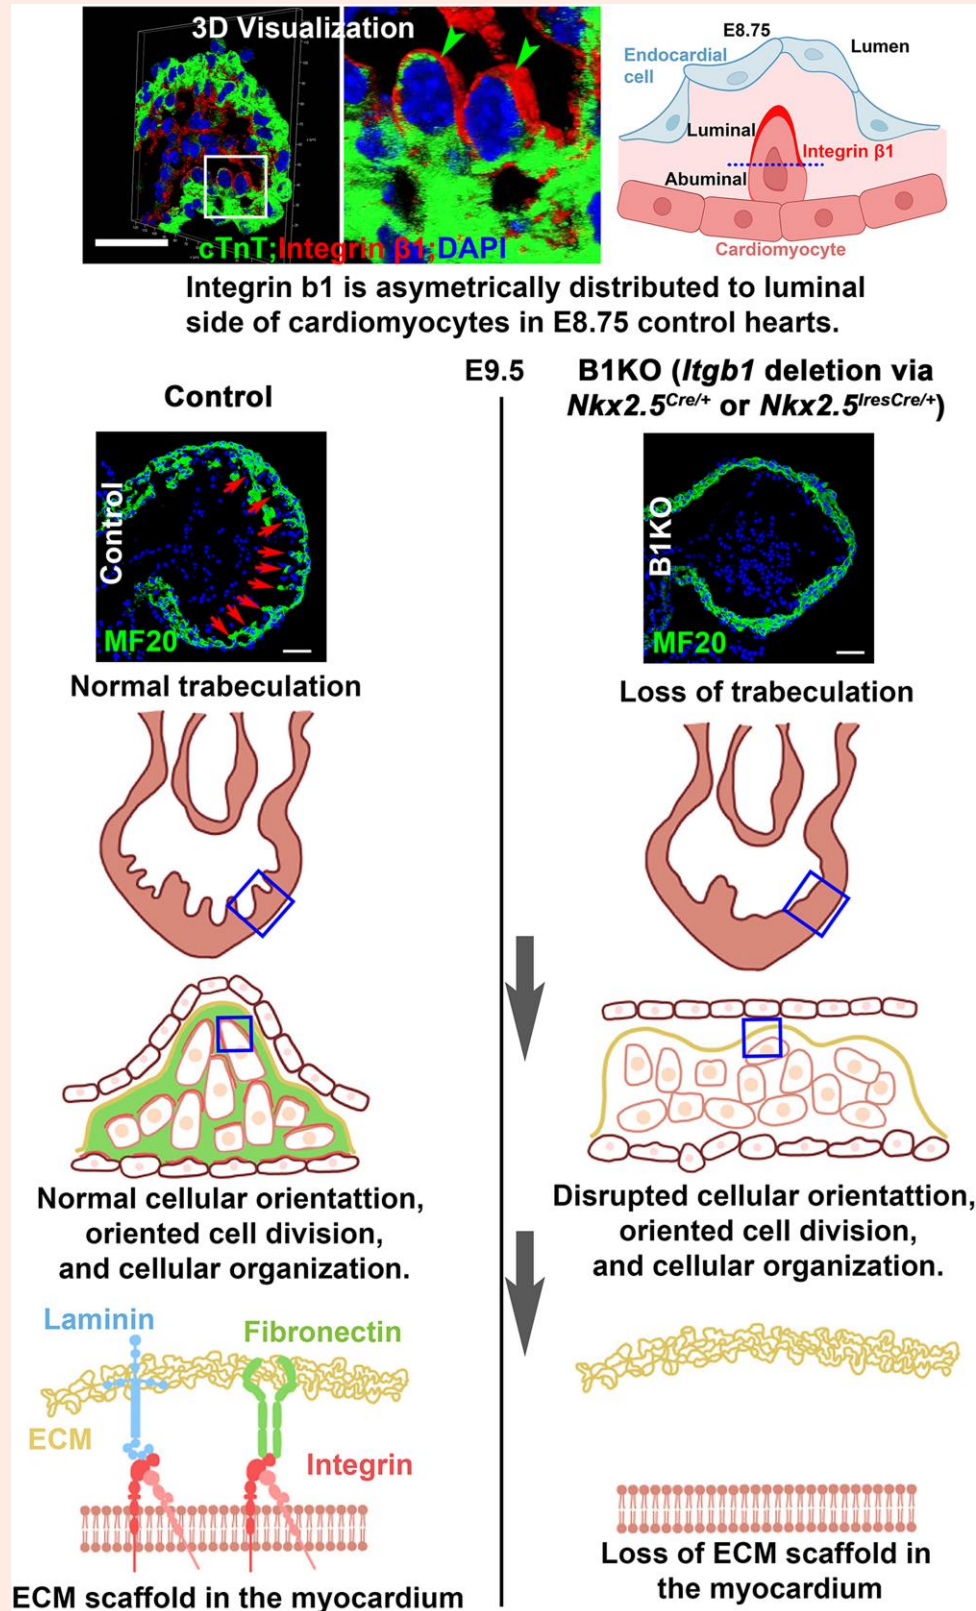 3D Visualization
cTnT;Integrin β1;DAPI
E8.75
Endocardial
cell
Lumen
Luminal
Integrin β1
Abuminal
Cardiomyocyte
Integrin b1 is asymetrically distributed to luminal
side of cardiomyocytes in E8.75 control hearts.
E9.5
Control
B1KO (Itgb1 deletion via
Nkx2.5Cre/+ or Nkx2.5IresCre/+)
Control
MF20
B1KO
MF20
Normal trabeculation
Loss of trabeculation
Normal cellular orientattion,
oriented cell division,
and cellular organization.
Disrupted cellular orientattion,
oriented cell division,
and cellular organization.
Laminin
Fibronectin
ECM
Integrin
ECM scaffold in the myocardium
Loss of ECM scaffold in
the myocardium